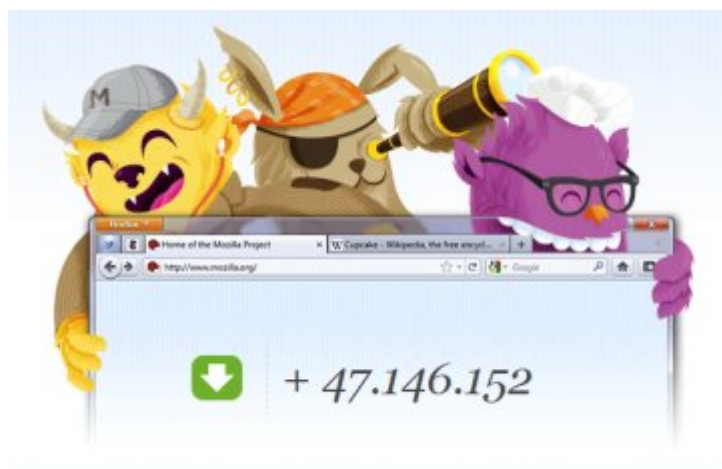 M
Firefox
Home of the Mozilla Project
W Cupcake - Wikipedia, the free encycl...
http://www.mozilla.org/
Google
+ 47.146.152